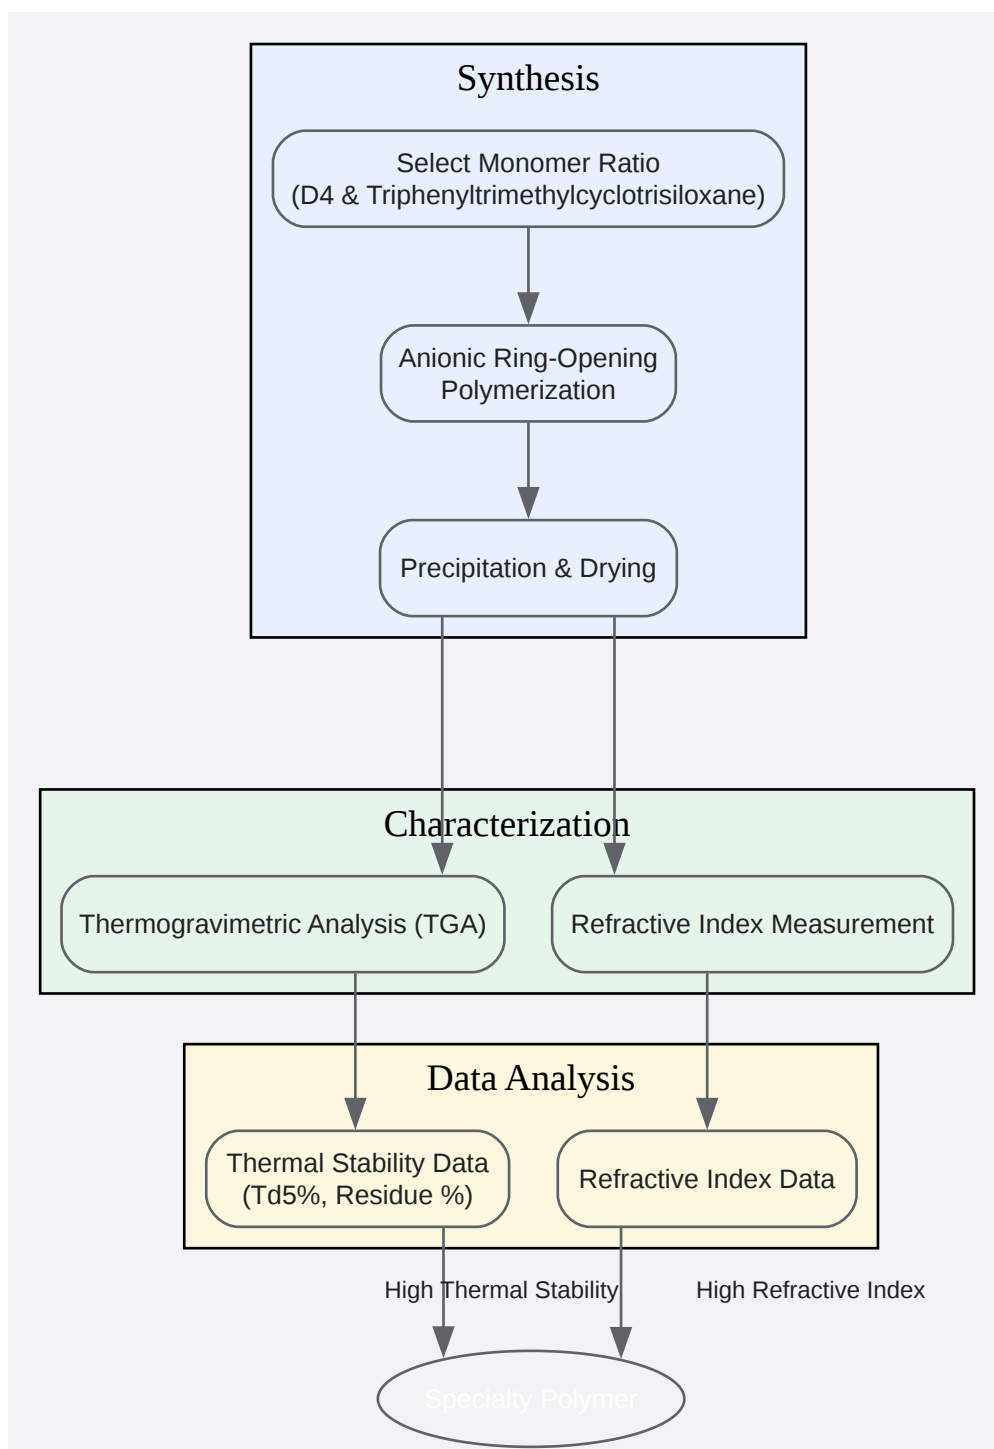 Synthesis
Select Monomer Ratio
(D4 & Triphenyltrimethylcyclotrisiloxane)
Anionic Ring-Opening
Polymerization
Precipitation & Drying
Characterization
Thermogravimetric Analysis (TGA)
Refractive Index Measurement
Data Analysis
Thermal Stability Data
(Td5%, Residue %)
Refractive Index Data
High Thermal Stability
High Refractive Index
Specialty Polymer